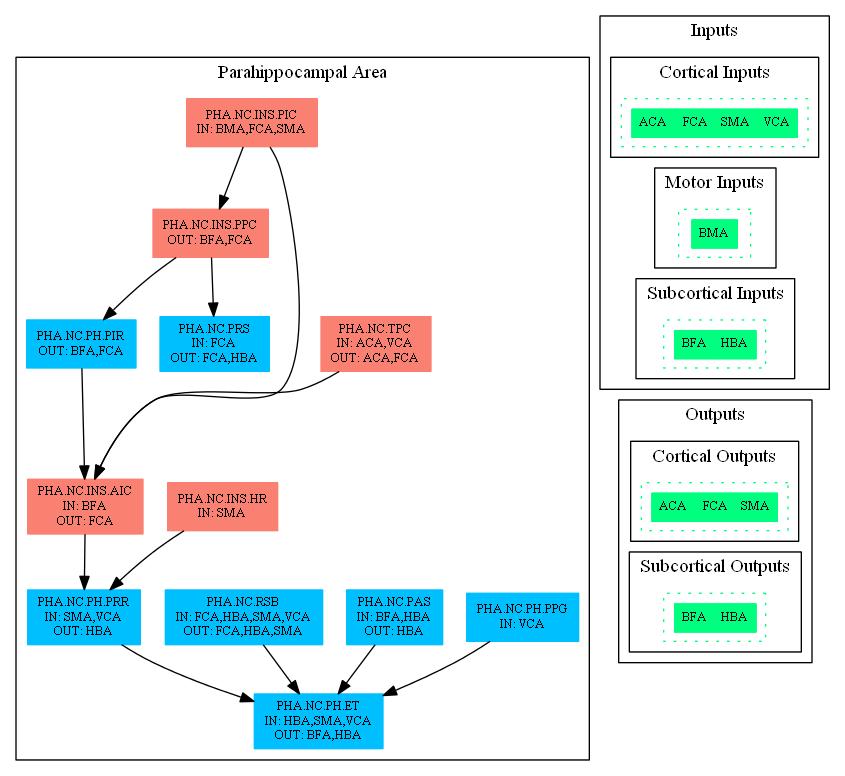 Parahippocampal Area
PHA.NC.INS.PIC
IN: BMA,FCA,SMA
PHA.NC.INS.PPC
OUT: BFA,FCA
PHA.NC.PH.PIR
OUT: BFA,FCA
PHA.NC.PRS
IN: FCA
OUT: FCA,HBA
PHA.NC.TPC
IN: ACA,VCA
OUT: ACA,FCA
PHA.NC.INS.AIC
IN: BFA
OUT: FCA
PHA.NC.INS.HR
IN: SMA
PHA.NC.PH.PRR
IN: SMA,VCA
OUT: HBA
PHA.NC.RSB
IN: FCA,HBA,SMA,VCA
OUT: FCA,HBA,SMA
PHA.NC.PAS
IN: BFA,HBA
OUT: HBA
PHA.NC.PH.PPG
IN: VCA
PHA.NC.PH.ET
IN: HBA,SMA,VCA
OUT: BFA,HBA
Inputs
Cortical Inputs
ACA FCA SMA VCA
Motor Inputs
BMA
Subcortical Inputs
BFA HBA
Outputs
Cortical Outputs
ACA FCA SMA
Subcortical Outputs
BFA HBA